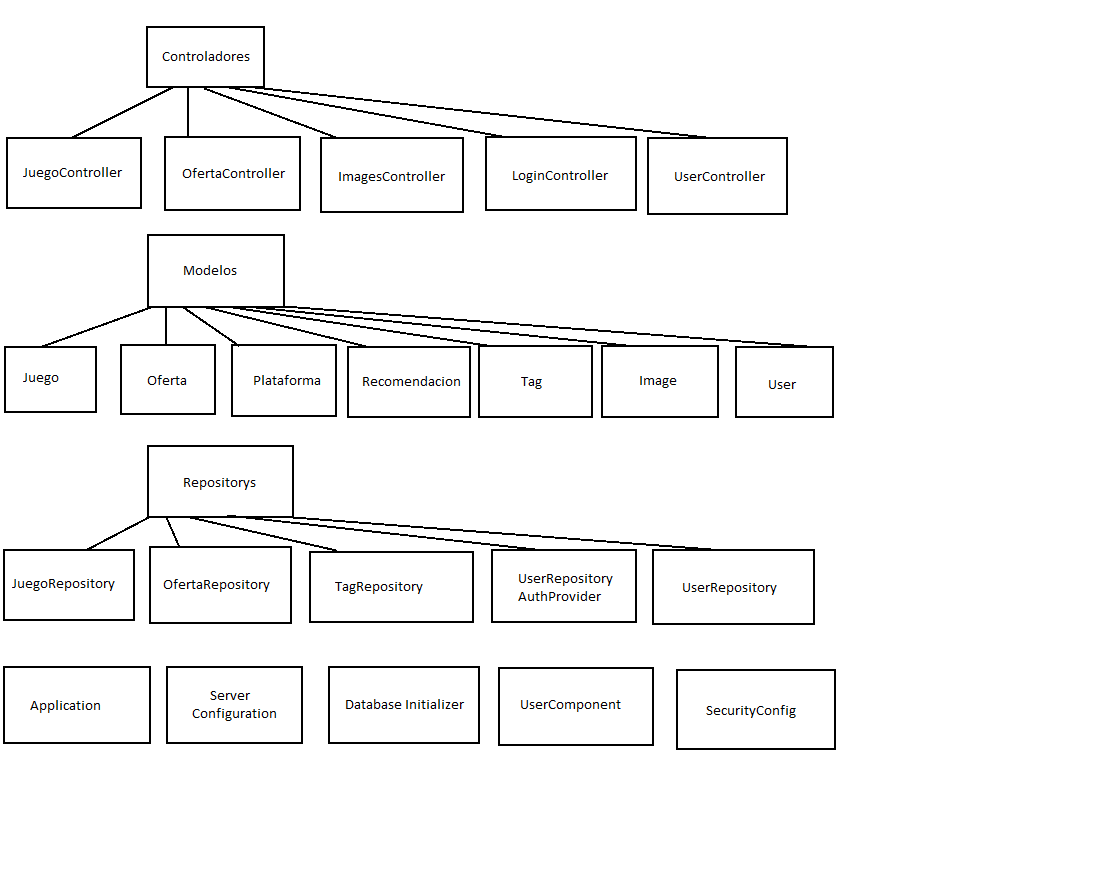 Controladores
JuegoController
OfertaController
ImagesController
LoginController
UserController
Modelos
Juego
Oferta
Plataforma
Recomendacion
Tag
Image
User
Repositorys
JuegoRepository
OfertaRepository
TagRepository
UserRepository
AuthProvider
UserRepository
Application
Server
Configuration
Database Initializer
UserComponent
SecurityConfig